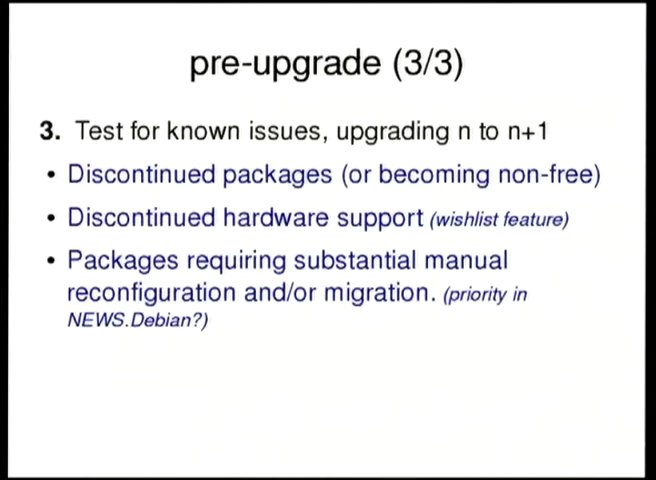 pre-upgrade (3/3)
3. Test for known issues, upgrading n to n+1
• Discontinued packages (or becoming non-free)
• Discontinued hardware support (wishlist feature)
• Packages requiring substantial manual
reconfiguration and/or migration. (priority in
NEWS.Debian?)